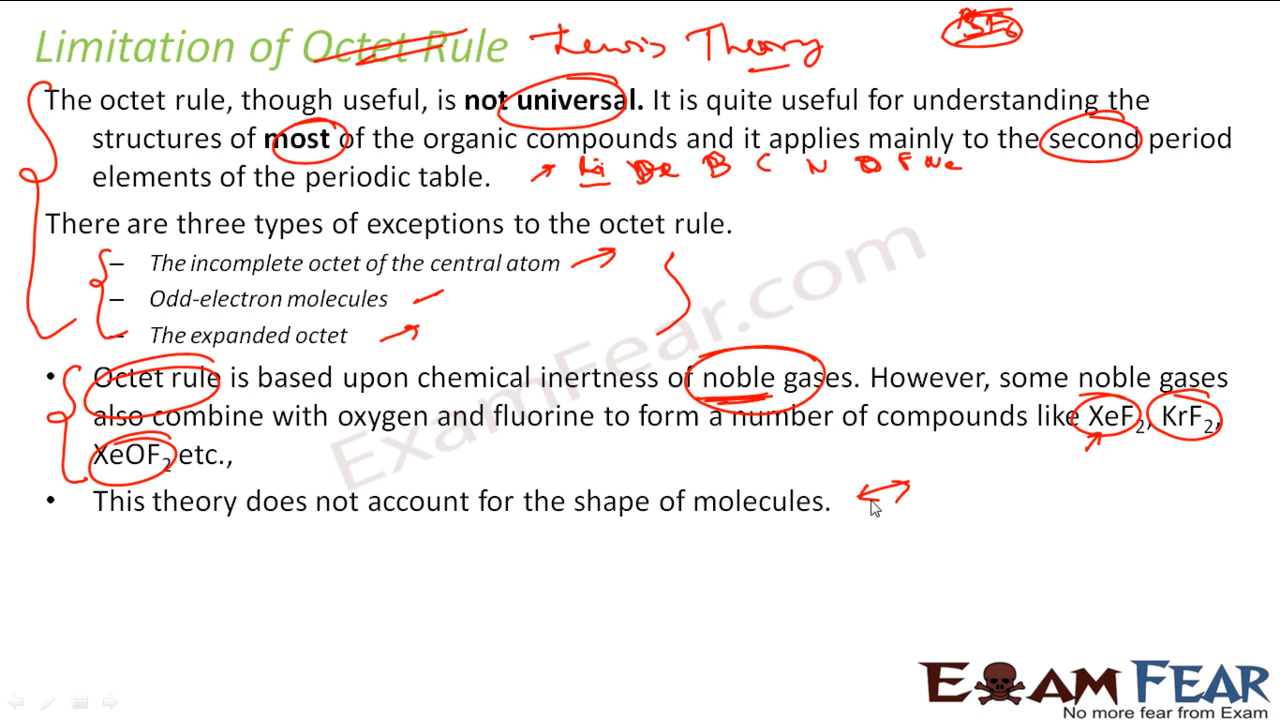 Limitation of Octet Rule Lewis Theory
SF6
The octet rule, though useful, is not universal. It is quite useful for understanding the
structures of most of the organic compounds and it applies mainly to the second period
elements of the periodic table. Li Be B C N O F Ne
There are three types of exceptions to the octet rule.
– The incomplete octet of the central atom
– Odd-electron molecules
– The expanded octet
• Octet rule is based upon chemical inertness of noble gases. However, some noble gases
also combine with oxygen and fluorine to form a number of compounds like XeF₂, KrF₂,
XeOF₂ etc.,
• This theory does not account for the shape of molecules.
ExamFear.com
EXAM FEAR
No more fear from Exam